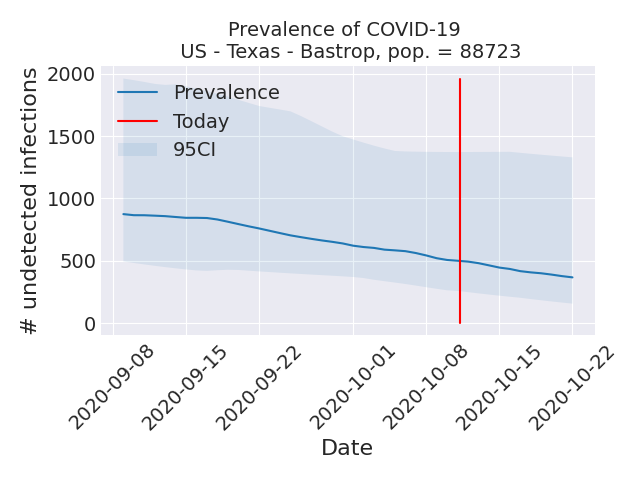 Prevalence of COVID-19
US - Texas - Bastrop, pop. = 88723
# undetected infections
2000
1500
1000
500
0
Prevalence
Today
95CI
2020-09-08
2020-09-15
2020-09-22
2020-10-01
2020-10-08
2020-10-15
2020-10-22
Date